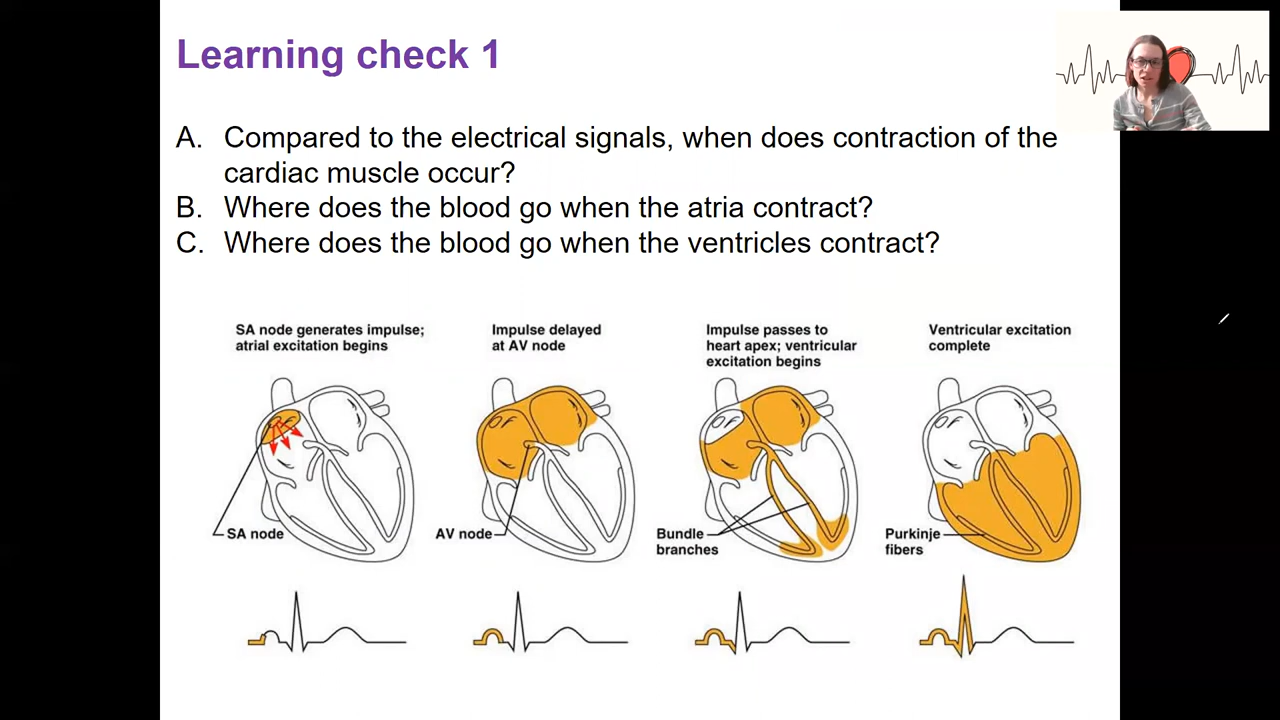 Learning check 1
A. Compared to the electrical signals, when does contraction of the
cardiac muscle occur?
B. Where does the blood go when the atria contract?
C. Where does the blood go when the ventricles contract?
SA node generates impulse;
atrial excitation begins
Impulse delayed
at AV node
Impulse passes to
heart apex; ventricular
excitation begins
Ventricular excitation
complete
SA node
AV node
Bundle
branches
Purkinje
fibers